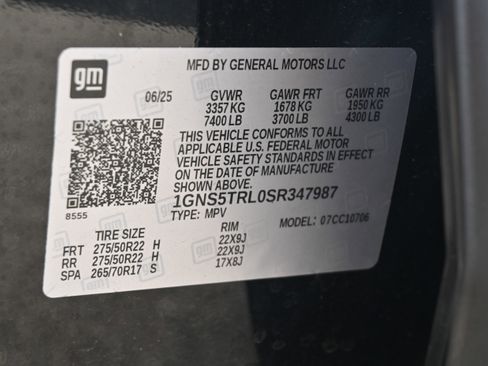 gm
MFD BY GENERAL MOTORS LLC
06/25 GVWR GAWR FRT GAWR RR
3357 KG 1678 KG 1950 KG
7400 LB 3700 LB 4300 LB
THIS VEHICLE CONFORMS TO ALL
APPLICABLE U.S. FEDERAL MOTOR
VEHICLE SAFETY STANDARDS IN EFFECT
ON THE DATE OF MANUFACTURE
SHOWN ABOVE.
8555 1GNS5TRL0SR347987
TYPE: MPV MODEL: 07CC10706
TIRE SIZE RIM
FRT 275/50R22 H 22X9J
RR 275/50R22 H 22X9J
SPA 265/70R17 S 17X8J